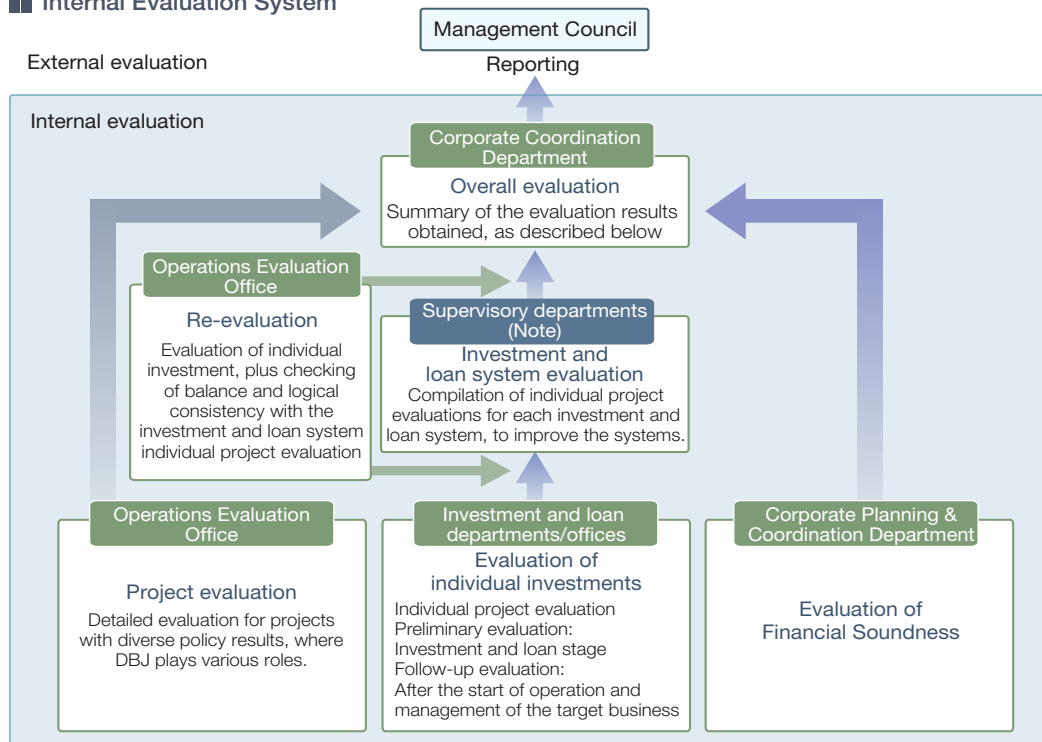 Internal Evaluation System
Management Council
External evaluation
Reporting
Internal evaluation
Corporate Coordination
Department
Overall evaluation
Summary of the evaluation results
obtained, as described below
Operations Evaluation
Office
Re-evaluation
Evaluation of individual
investment, plus checking
of balance and logical
consistency with the
investment and loan system
individual project evaluation
Supervisory departments
(Note)
Investment and
loan system evaluation
Compilation of individual project
evaluations for each investment and
loan system, to improve the systems.
Operations Evaluation
Office
Project evaluation
Detailed evaluation for projects
with diverse policy results, where
DBJ plays various roles.
Investment and loan
departments/offices
Evaluation of
individual investments
Individual project evaluation
Preliminary evaluation:
Investment and loan stage
Follow-up evaluation:
After the start of operation and
management of the target business
Corporate Planning &
Coordination Department
Evaluation of
Financial Soundness